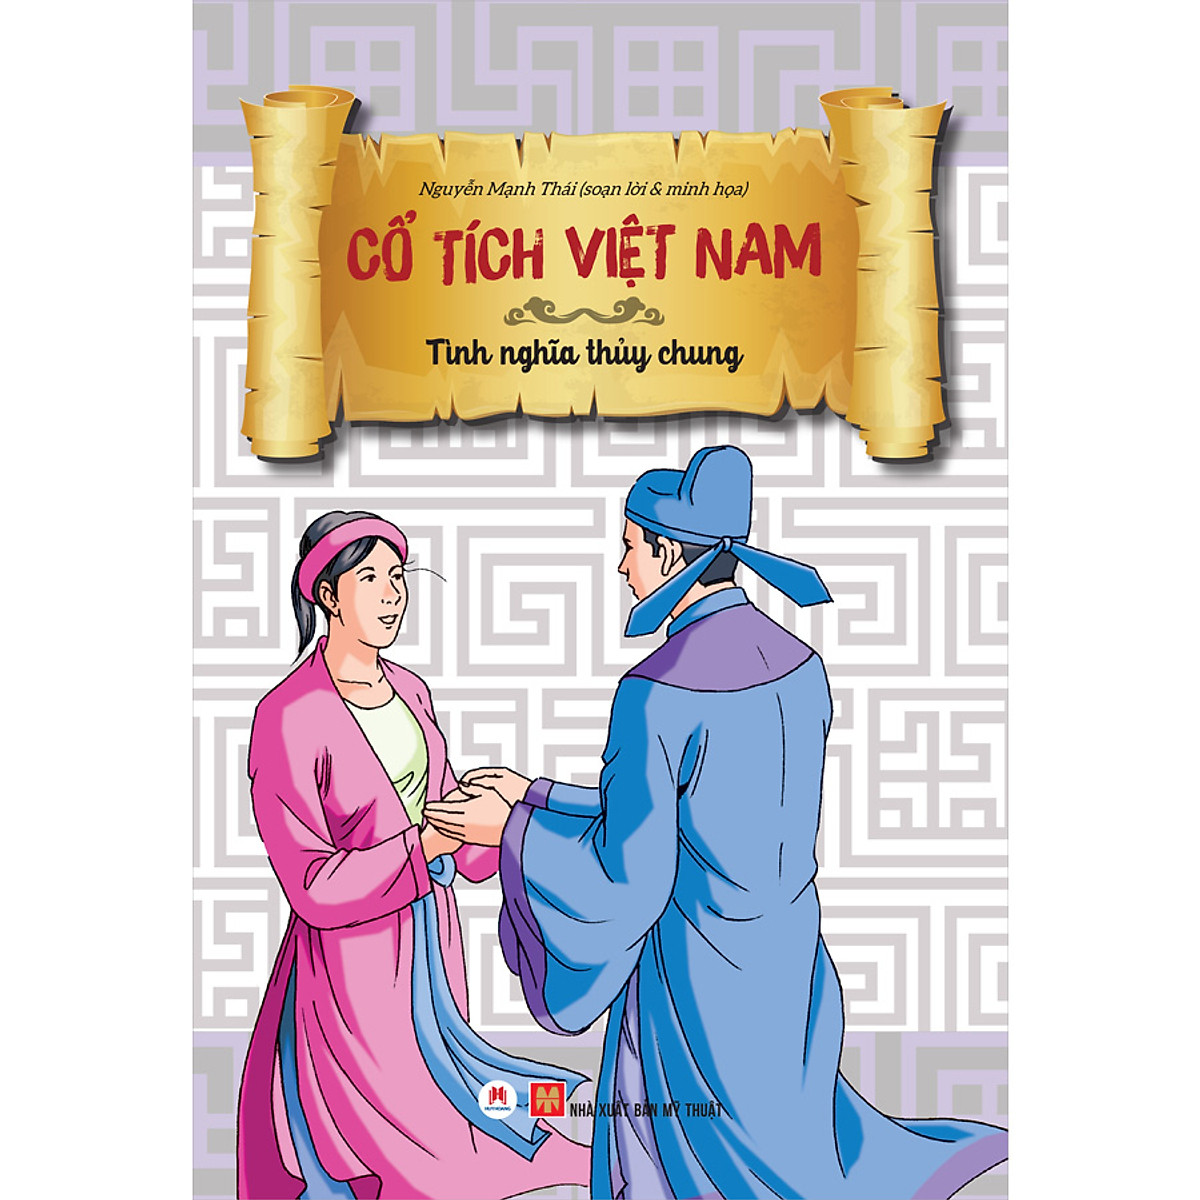 Nguyễn Mạnh Thái (soạn lời & minh họa)
CỔ TÍCH VIỆT NAM
Tình nghĩa thủy chung
HUYHOANG
NHÀ XUẤT BẢN MỸ THUẬT